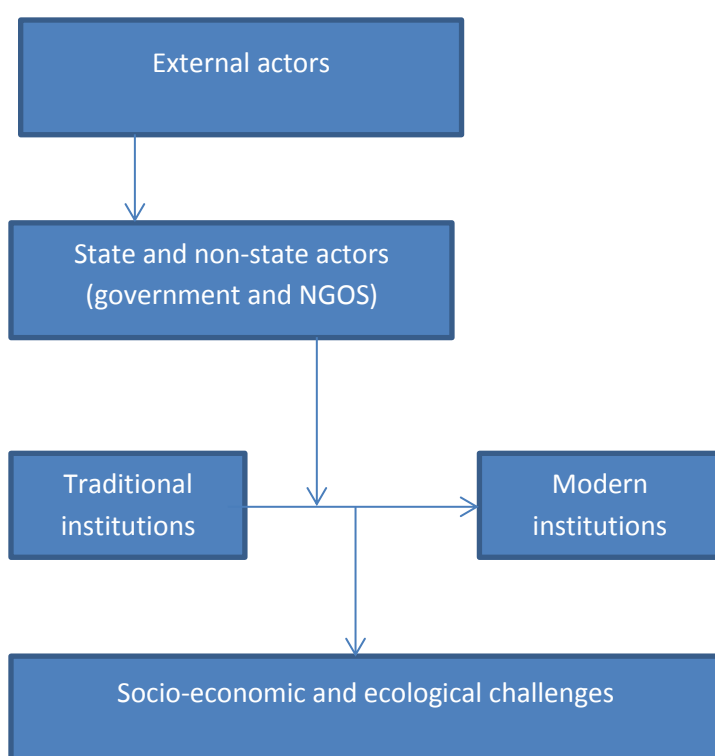 External actors
State and non-state actors
(government and NGOS)
Traditional
institutions
Modern
institutions
Socio-economic and ecological challenges